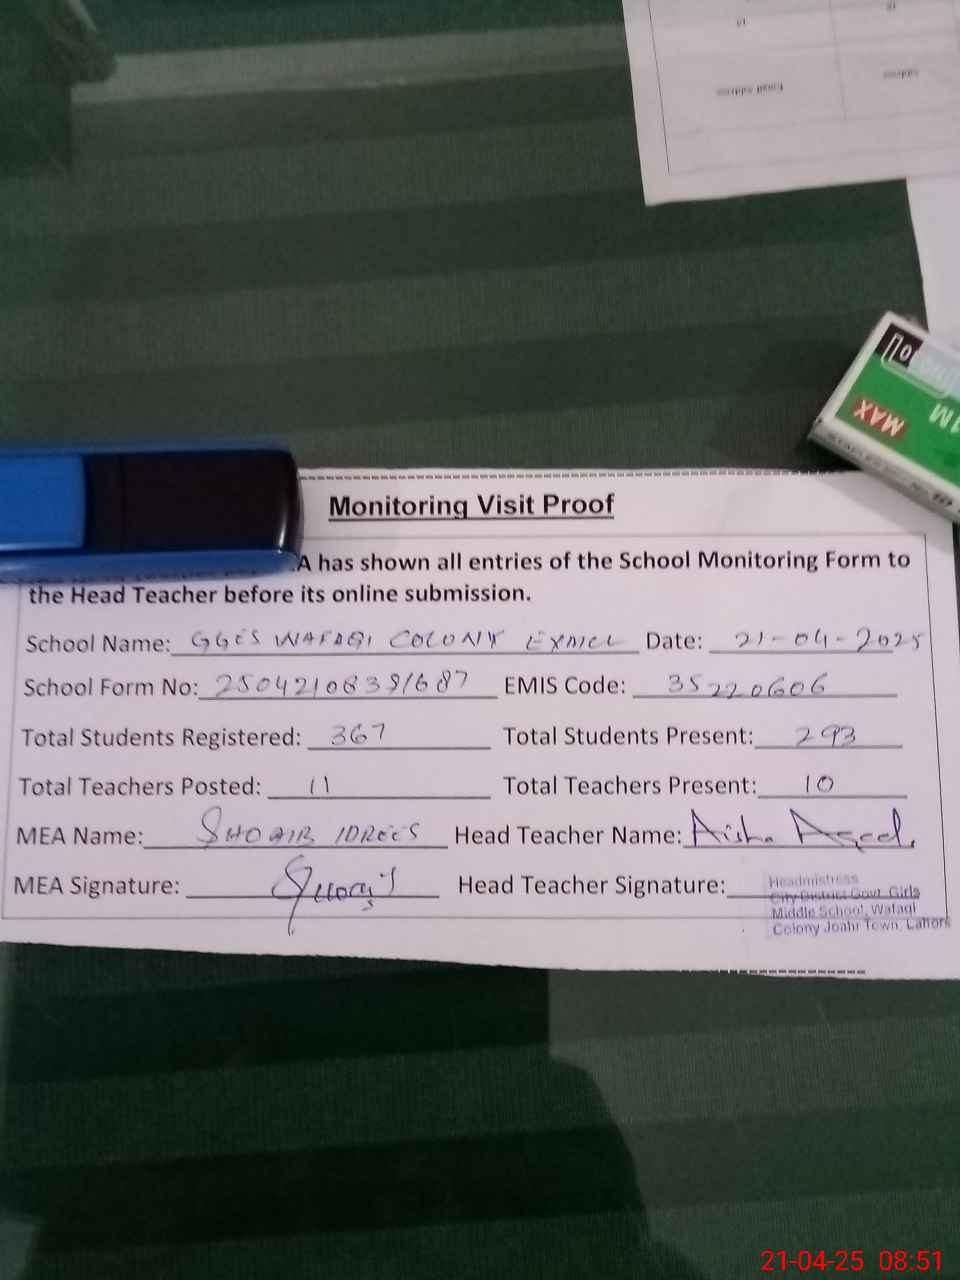 MAX
Monitoring Visit Proof
A has shown all entries of the School Monitoring Form to
the Head Teacher before its online submission.
School Name: GGES WAFAQI COLONY Date: 21-04-2025
School Form No: EMIS Code: 35220606
Total Students Registered: 367 Total Students Present: 293
Total Teachers Posted: 11 Total Teachers Present: 10
MEA Name: SHOAIB IDREES Head Teacher Name: Aisha
MEA Signature: Head Teacher Signature:
Headmistress
City District Govt. Girls
Middle School, Wafaqi
Colony Joahr Town, Lahore
21-04-25 08:51